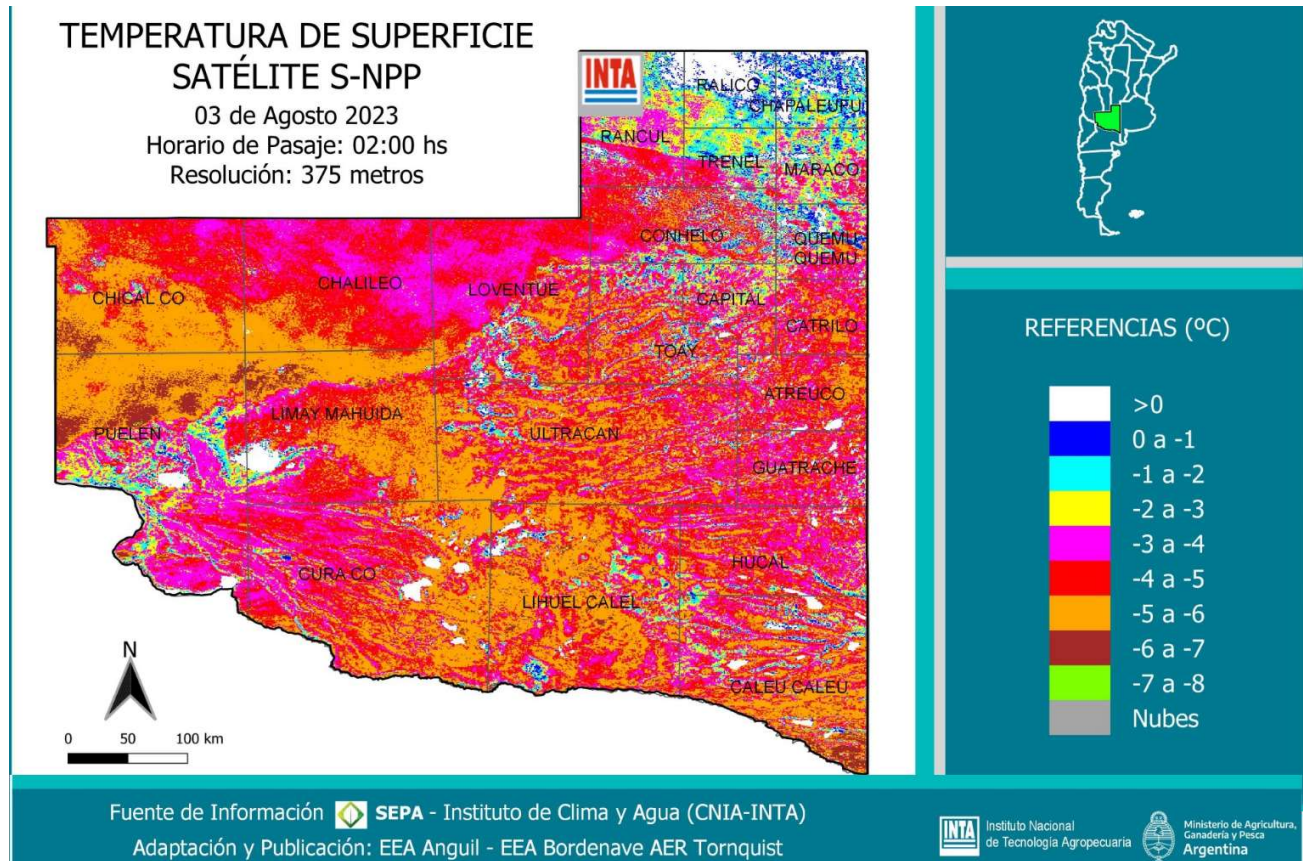 TEMPERATURA DE SUPERFICIE
SATÉLITE S-NPP
03 de Agosto 2023
Horario de Pasaje: 02:00 hs
Resolución: 375 metros
INTA
RALICO
CHAPALEUPU
RANCUL
TRENEL
MARACO
CONHELO
QUEMU
QUEMU
CHICAL CO
CHALILEO
LOVENTUE
CAPITAL
CATRILO
TOAY
ATREUCO
LIMAY MAHUIDA
PUELEN
ULTRACAN
GUATRACHE
HUCAL
CURA CO
LIHUEL CALEL
CALEU CALEU
N
0 50 100 km
REFERENCIAS (ºC)
>0
0 a -1
-1 a -2
-2 a -3
-3 a -4
-4 a -5
-5 a -6
-6 a -7
-7 a -8
Nubes
Fuente de Información SEPA - Instituto de Clima y Agua (CNIA-INTA)
Adaptación y Publicación: EEA Anguil - EEA Bordenave AER Tornquist
INTA
Instituto Nacional
de Tecnología Agropecuaria
Ministerio de Agricultura,
Ganadería y Pesca
Argentina